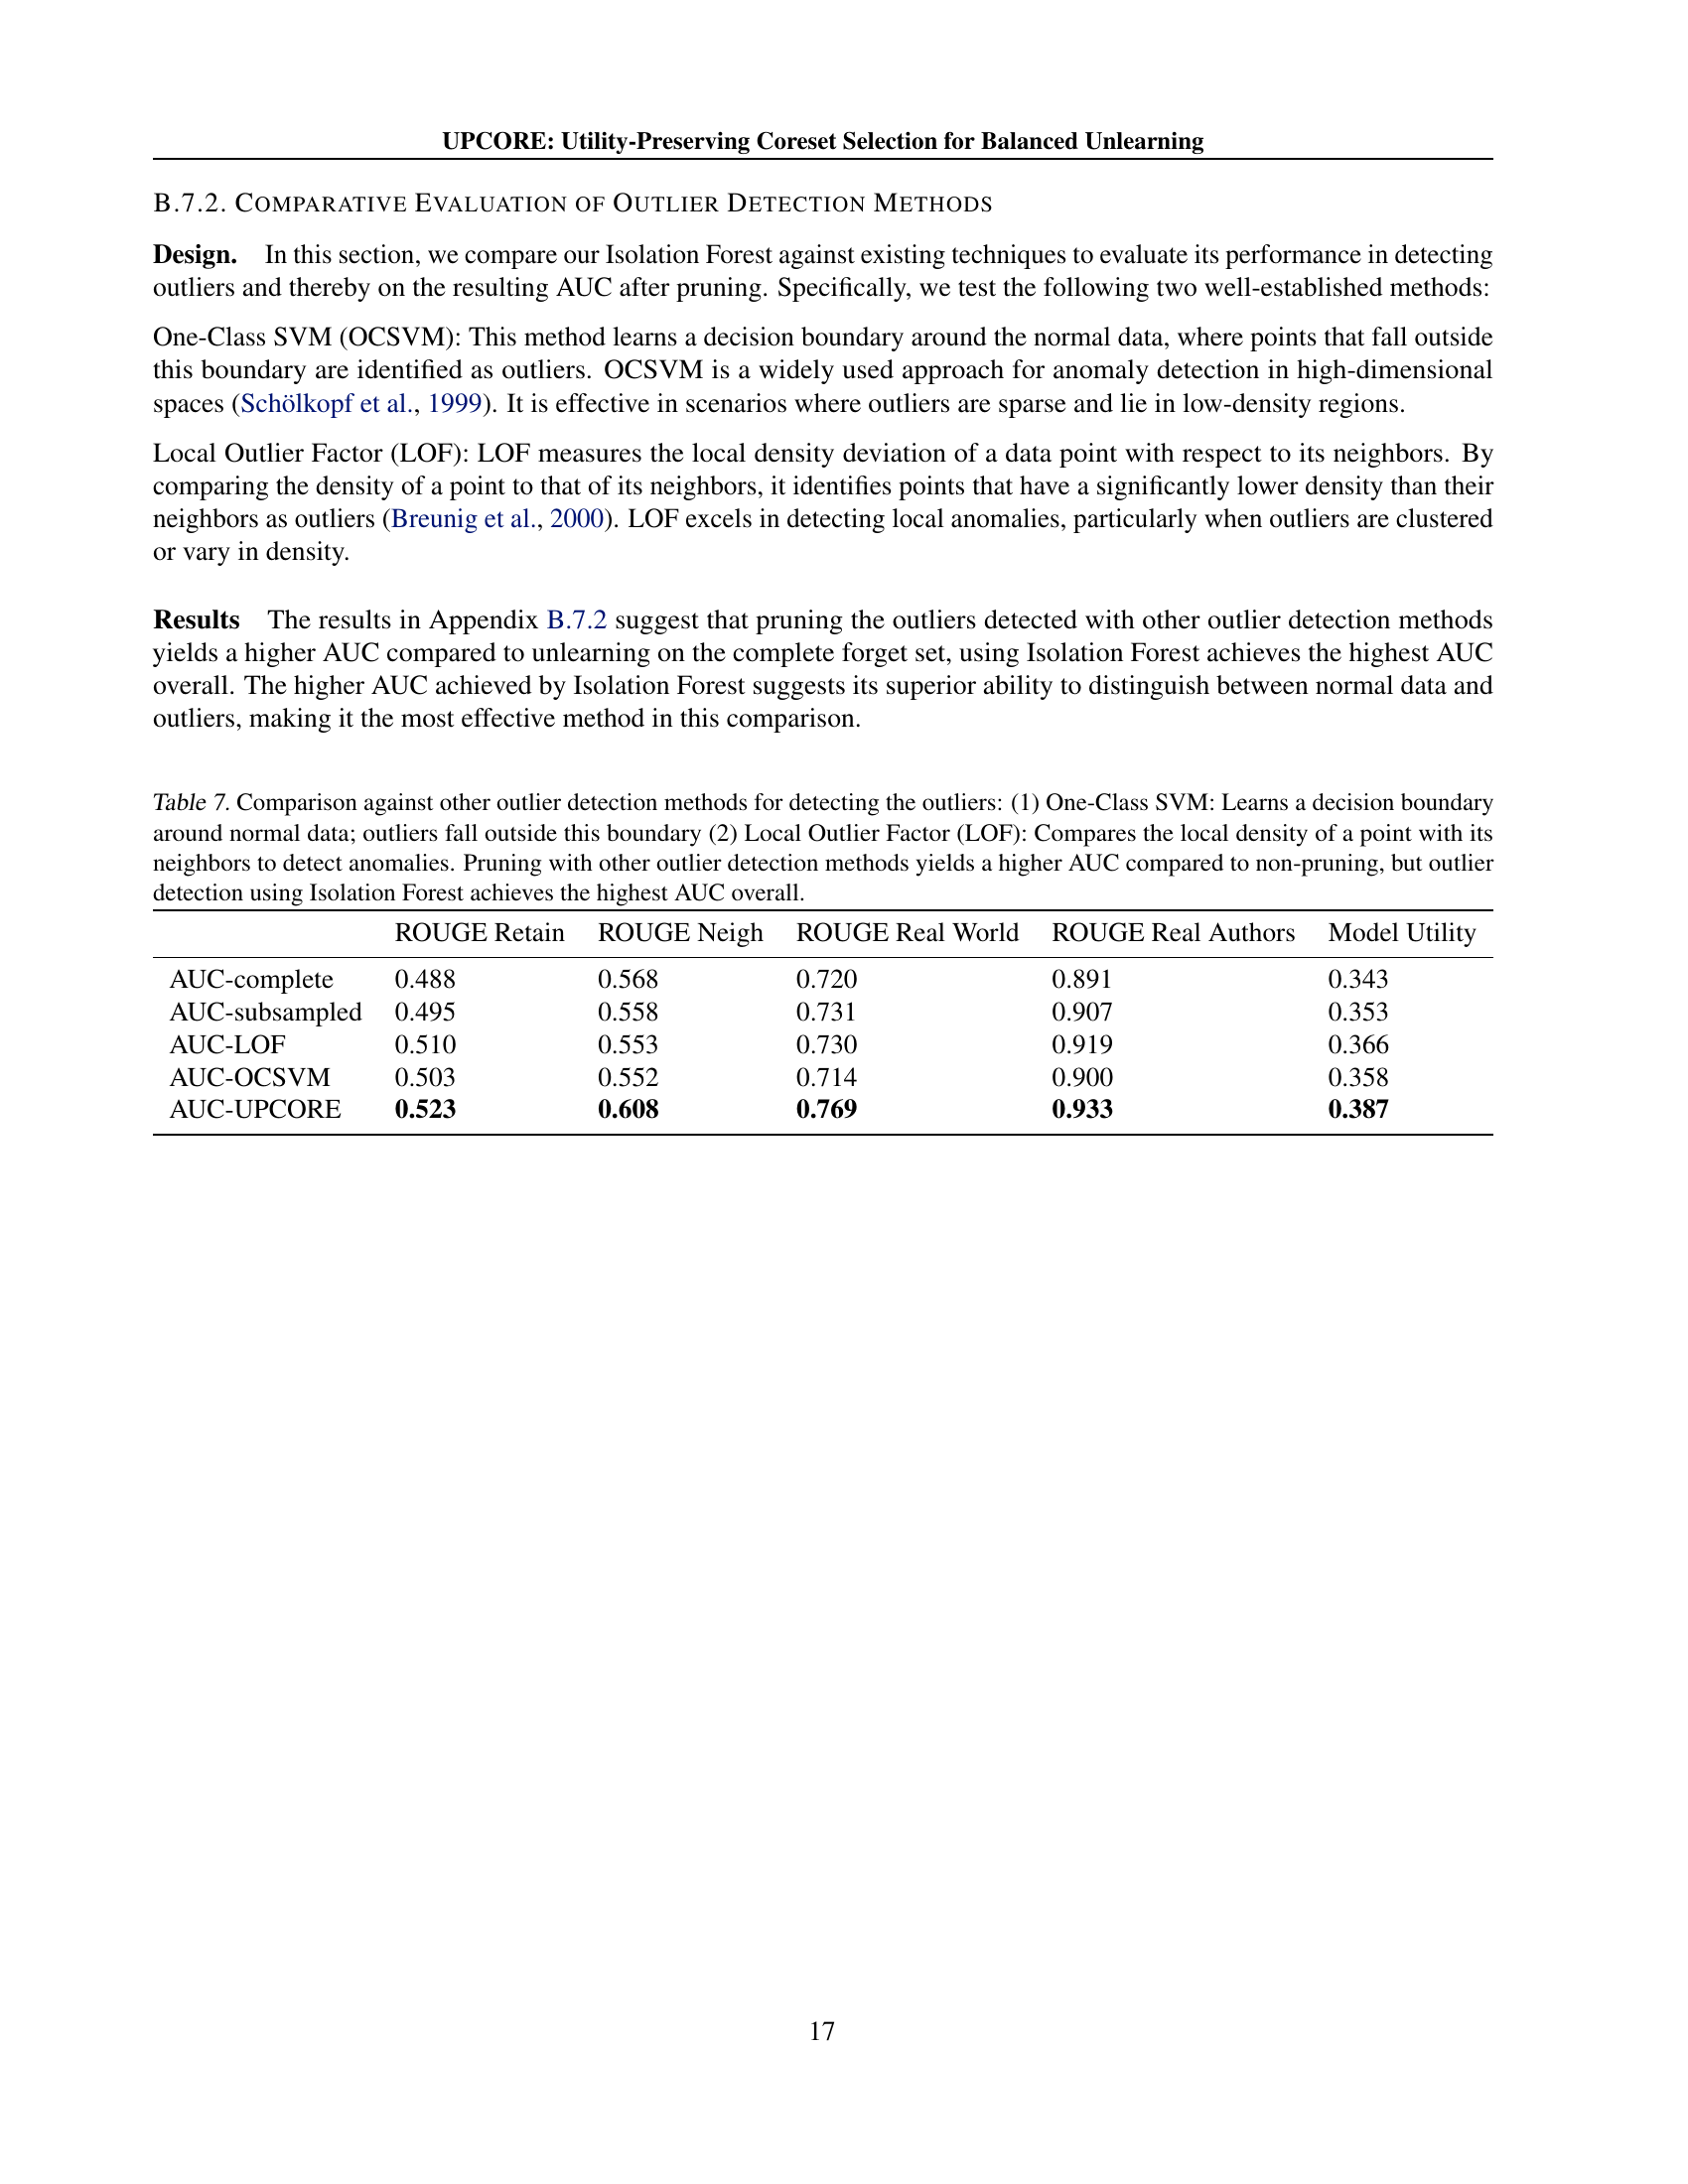 UPCORE: Utility-Preserving Coreset Selection for Balanced Unlearning
B.7.2. COMPARATIVE EVALUATION OF OUTLIER DETECTION METHODS
Design. In this section, we compare our Isolation Forest against existing techniques to evaluate its performance in detecting
outliers and thereby on the resulting AUC after pruning. Specifically, we test the following two well-established methods:
One-Class SVM (OCSVM): This method learns a decision boundary around the normal data, where points that fall outside
this boundary are identified as outliers. OCSVM is a widely used approach for anomaly detection in high-dimensional
spaces (Schölkopf et al., 1999). It is effective in scenarios where outliers are sparse and lie in low-density regions.
Local Outlier Factor (LOF): LOF measures the local density deviation of a data point with respect to its neighbors. By
comparing the density of a point to that of its neighbors, it identifies points that have a significantly lower density than their
neighbors as outliers (Breunig et al., 2000). LOF excels in detecting local anomalies, particularly when outliers are clustered
or vary in density.
Results The results in Appendix B.7.2 suggest that pruning the outliers detected with other outlier detection methods
yields a higher AUC compared to unlearning on the complete forget set, using Isolation Forest achieves the highest AUC
overall. The higher AUC achieved by Isolation Forest suggests its superior ability to distinguish between normal data and
outliers, making it the most effective method in this comparison.
Table 7. Comparison against other outlier detection methods for detecting the outliers: (1) One-Class SVM: Learns a decision boundary
around normal data; outliers fall outside this boundary (2) Local Outlier Factor (LOF): Compares the local density of a point with its
neighbors to detect anomalies. Pruning with other outlier detection methods yields a higher AUC compared to non-pruning, but outlier
detection using Isolation Forest achieves the highest AUC overall.
ROUGE Retain ROUGE Neigh ROUGE Real World ROUGE Real Authors Model Utility
AUC-complete 0.488 0.568 0.720 0.891 0.343
AUC-subsampled 0.495 0.558 0.731 0.907 0.353
AUC-LOF 0.510 0.553 0.730 0.919 0.366
AUC-OCSVM 0.503 0.552 0.714 0.900 0.358
AUC-UPCORE 0.523 0.608 0.769 0.933 0.387
17